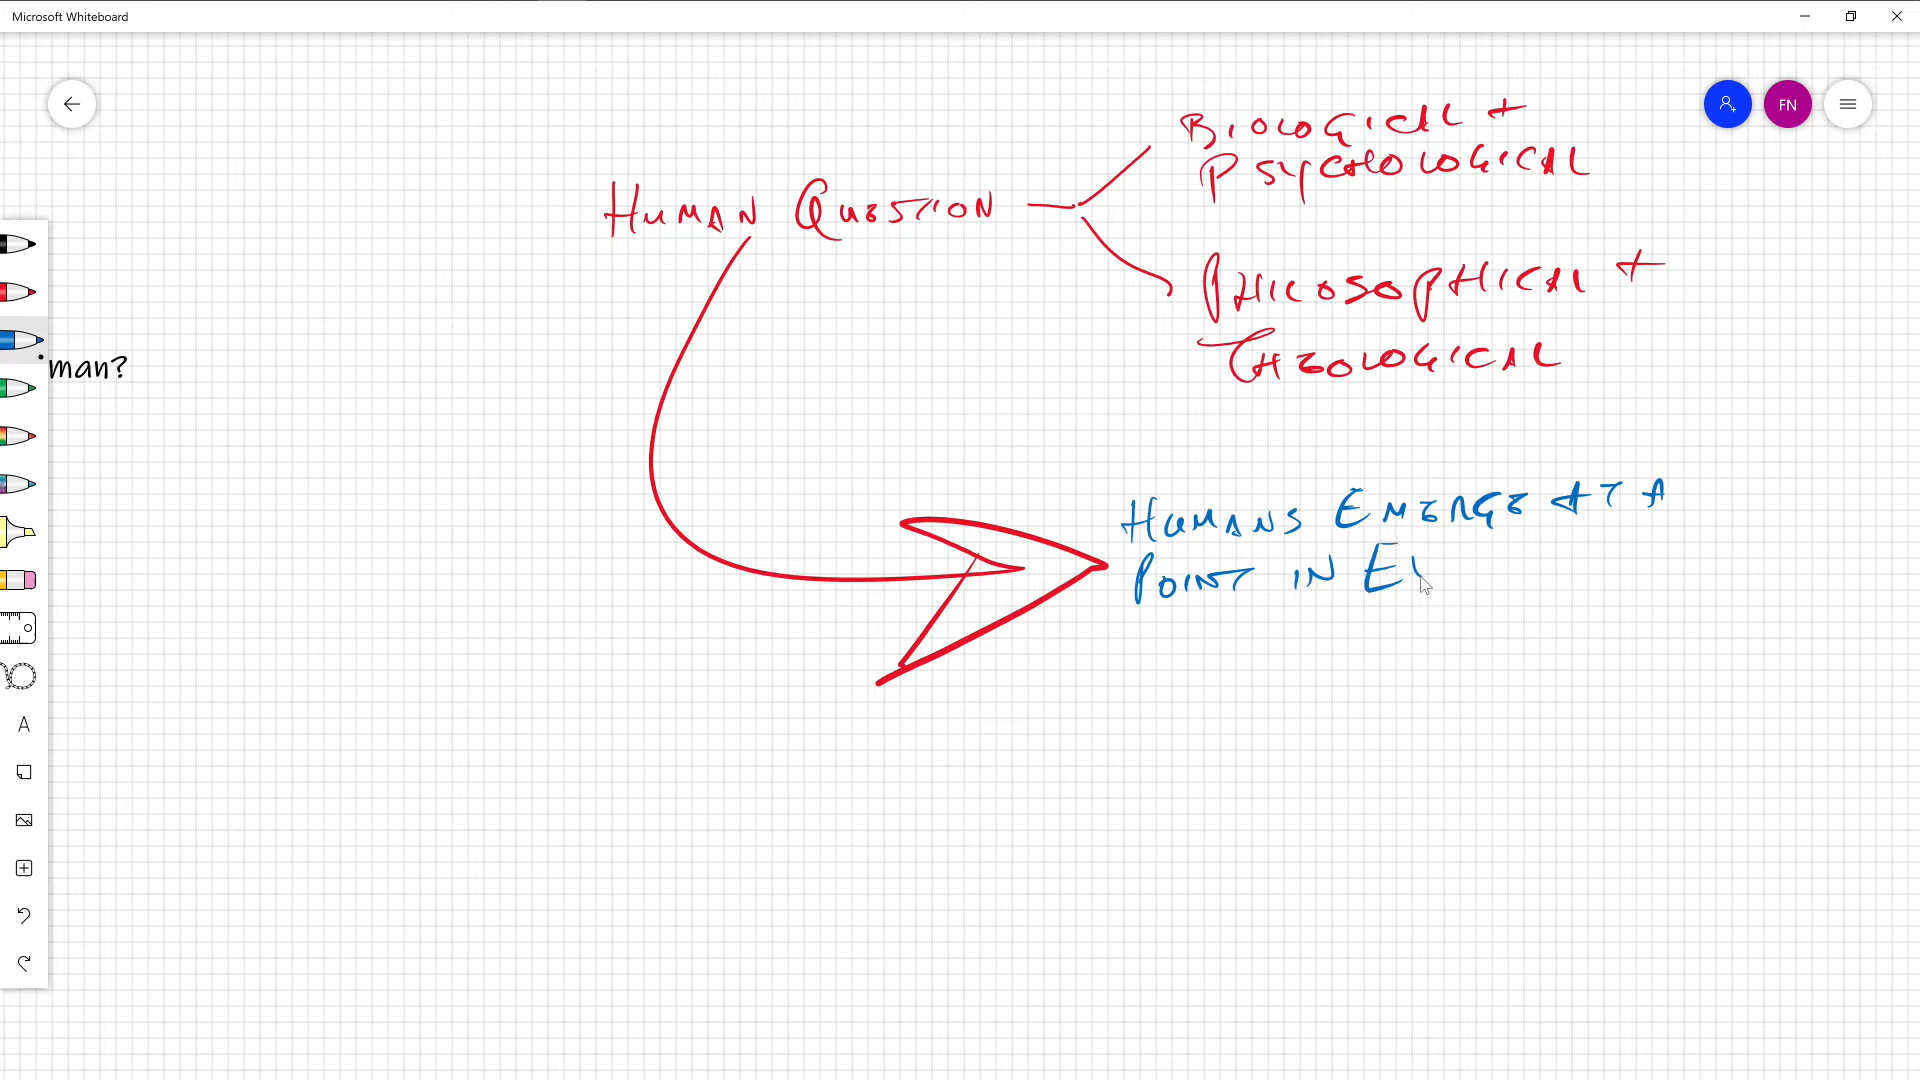 Microsoft Whiteboard
FN
BIOLOGICAL +
PSYCHOLOGICAL
HUMAN QUESTION
PHILOSOPHICAL +
THEOLOGICAL
man?
HUMANS EMERGE AT A
POINT IN
A